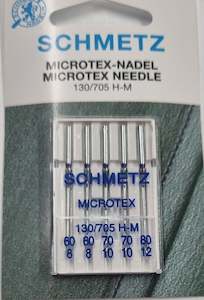 SCHMETZ
MICROTEX-NADEL
MICROTEX NEEDLE
130/705 H-M
SCHMETZ
MICROTEX
130/705 H-M
60 60 70 70 80
8 8 10 10 12